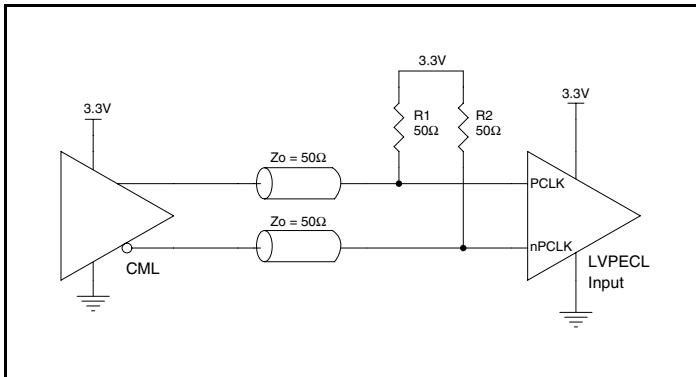 3.3V
R1
50Ω
R2
50Ω
3.3V
3.3V
Zo = 50Ω
PCLK
Zo = 50Ω
nPCLK
CML
LVPECL
Input